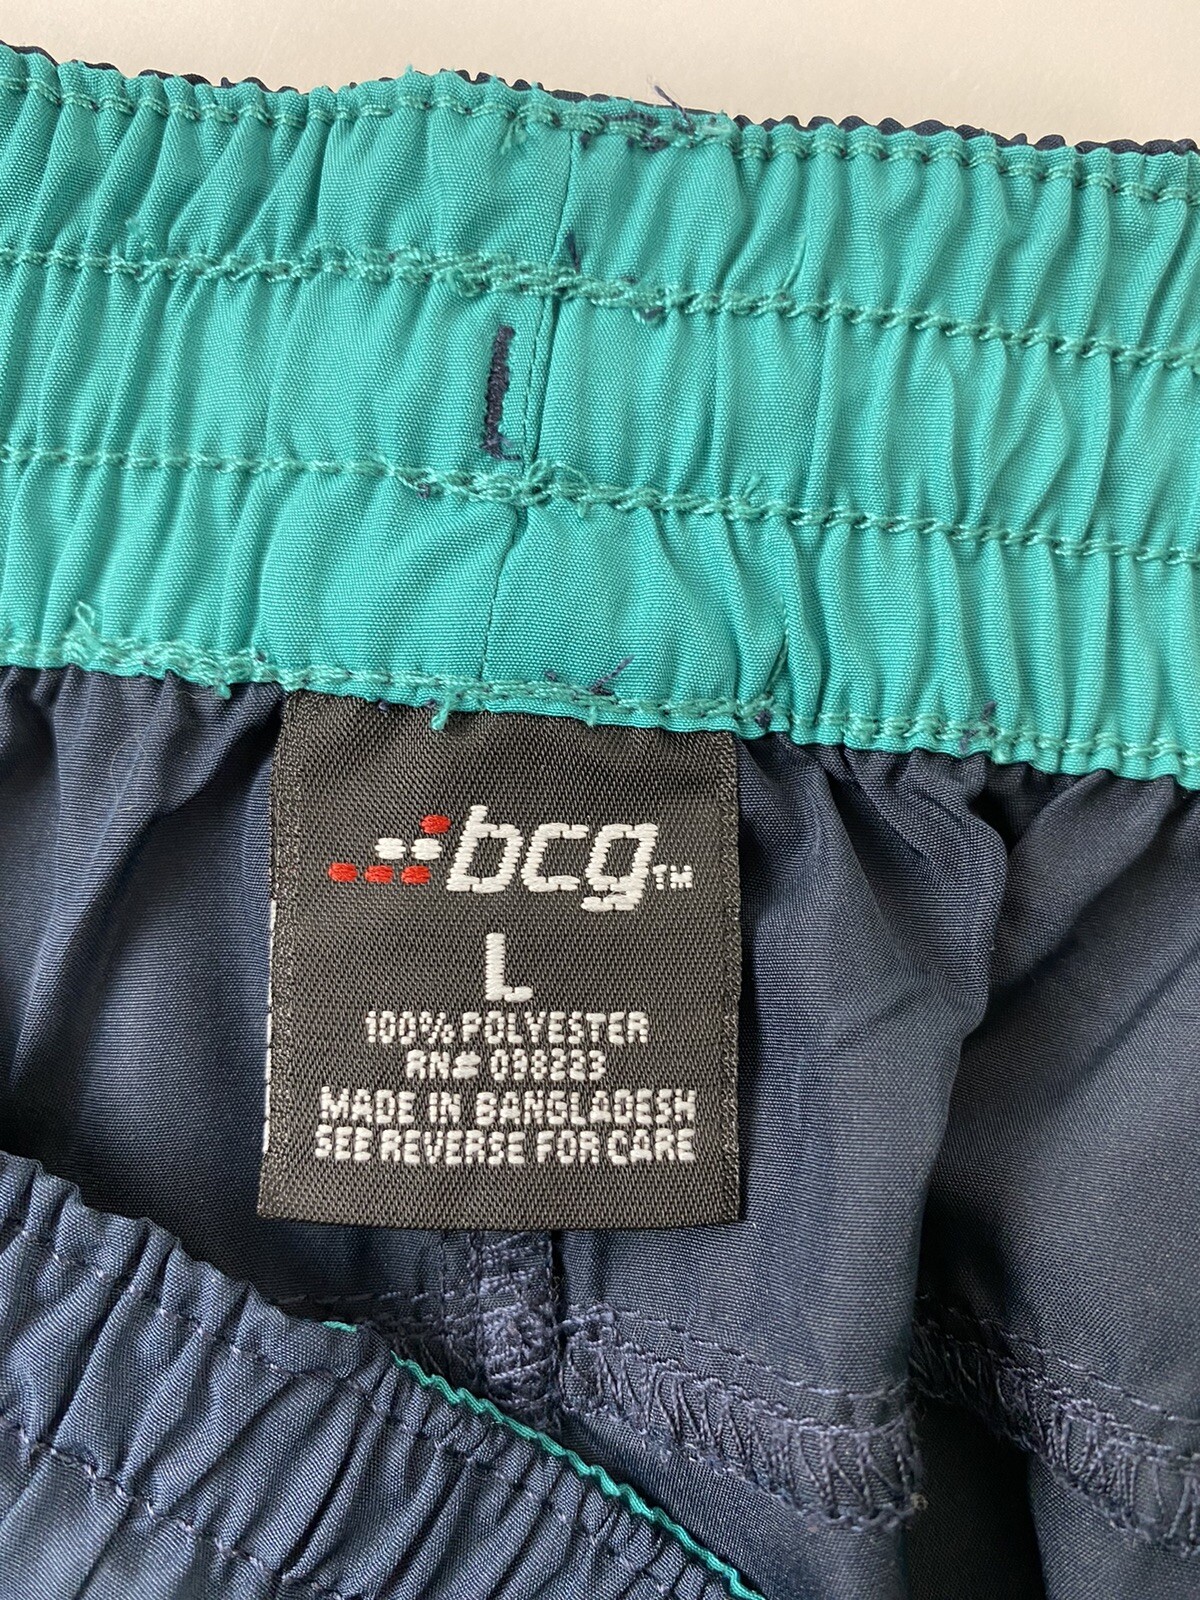 bcg™
L
100% POLYESTER
RN# 098223
MADE IN BANGLADESH
SEE REVERSE FOR CARE